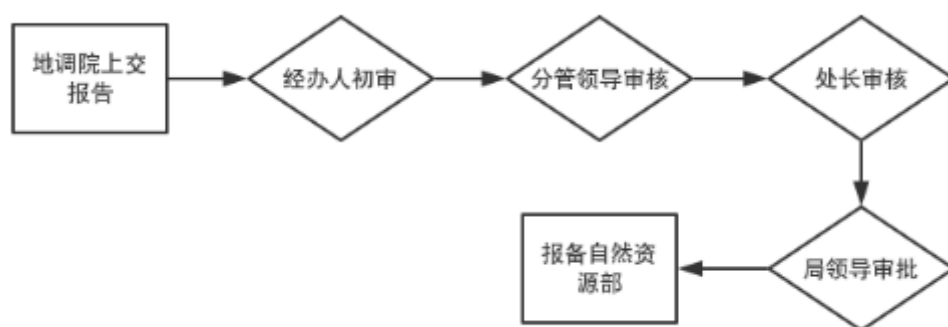 地调院上交
报告
经办人初审
分管领导审核
处长审核
局领导审批
报备自然资
源部